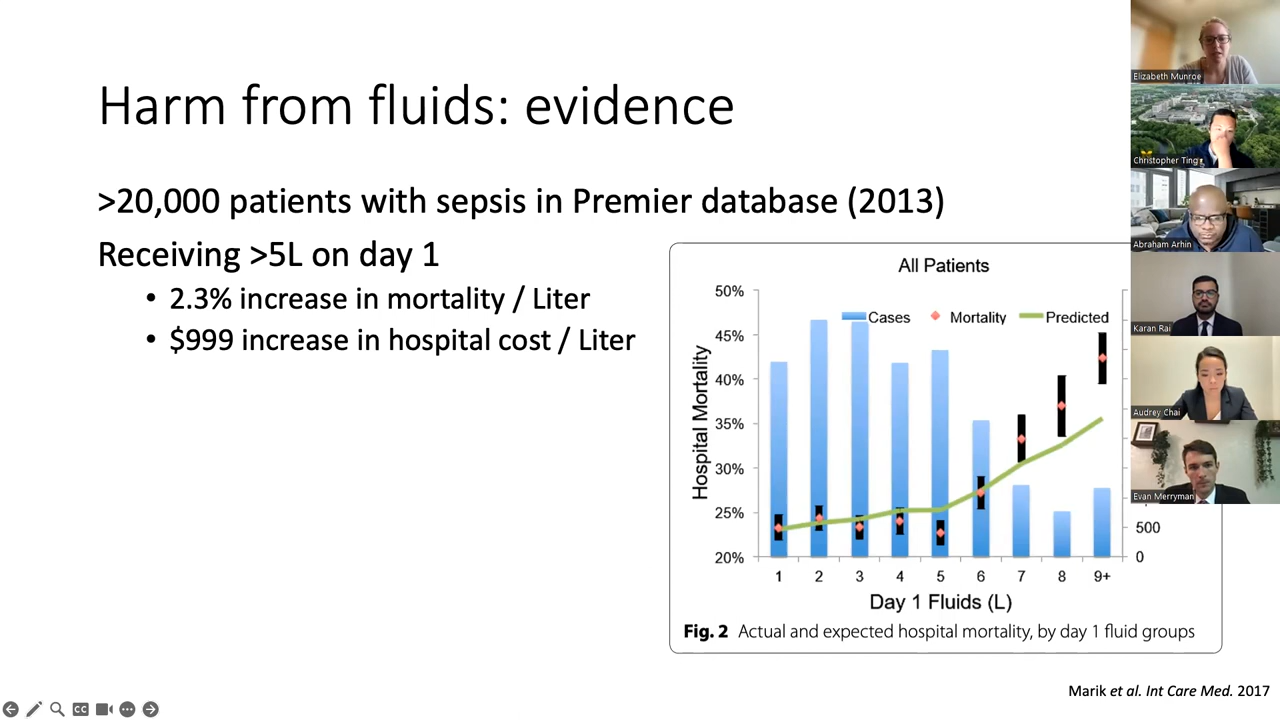 Harm from fluids: evidence
>20,000 patients with sepsis in Premier database (2013)
Receiving >5L on day 1
• 2.3% increase in mortality / Liter
• $999 increase in hospital cost / Liter
All Patients
Cases
Mortality
Predicted
Hospital Mortality
50%
45%
40%
35%
30%
25%
20%
500
0
1 2 3 4 5 6 7 8 9+
Day 1 Fluids (L)
Fig. 2 Actual and expected hospital mortality, by day 1 fluid groups
Marik et al. Int Care Med. 2017
Elizabeth Munroe
Christopher Ting
Abraham Arhin
Karan Rai
Audrey Chai
Evan Merryman
CC